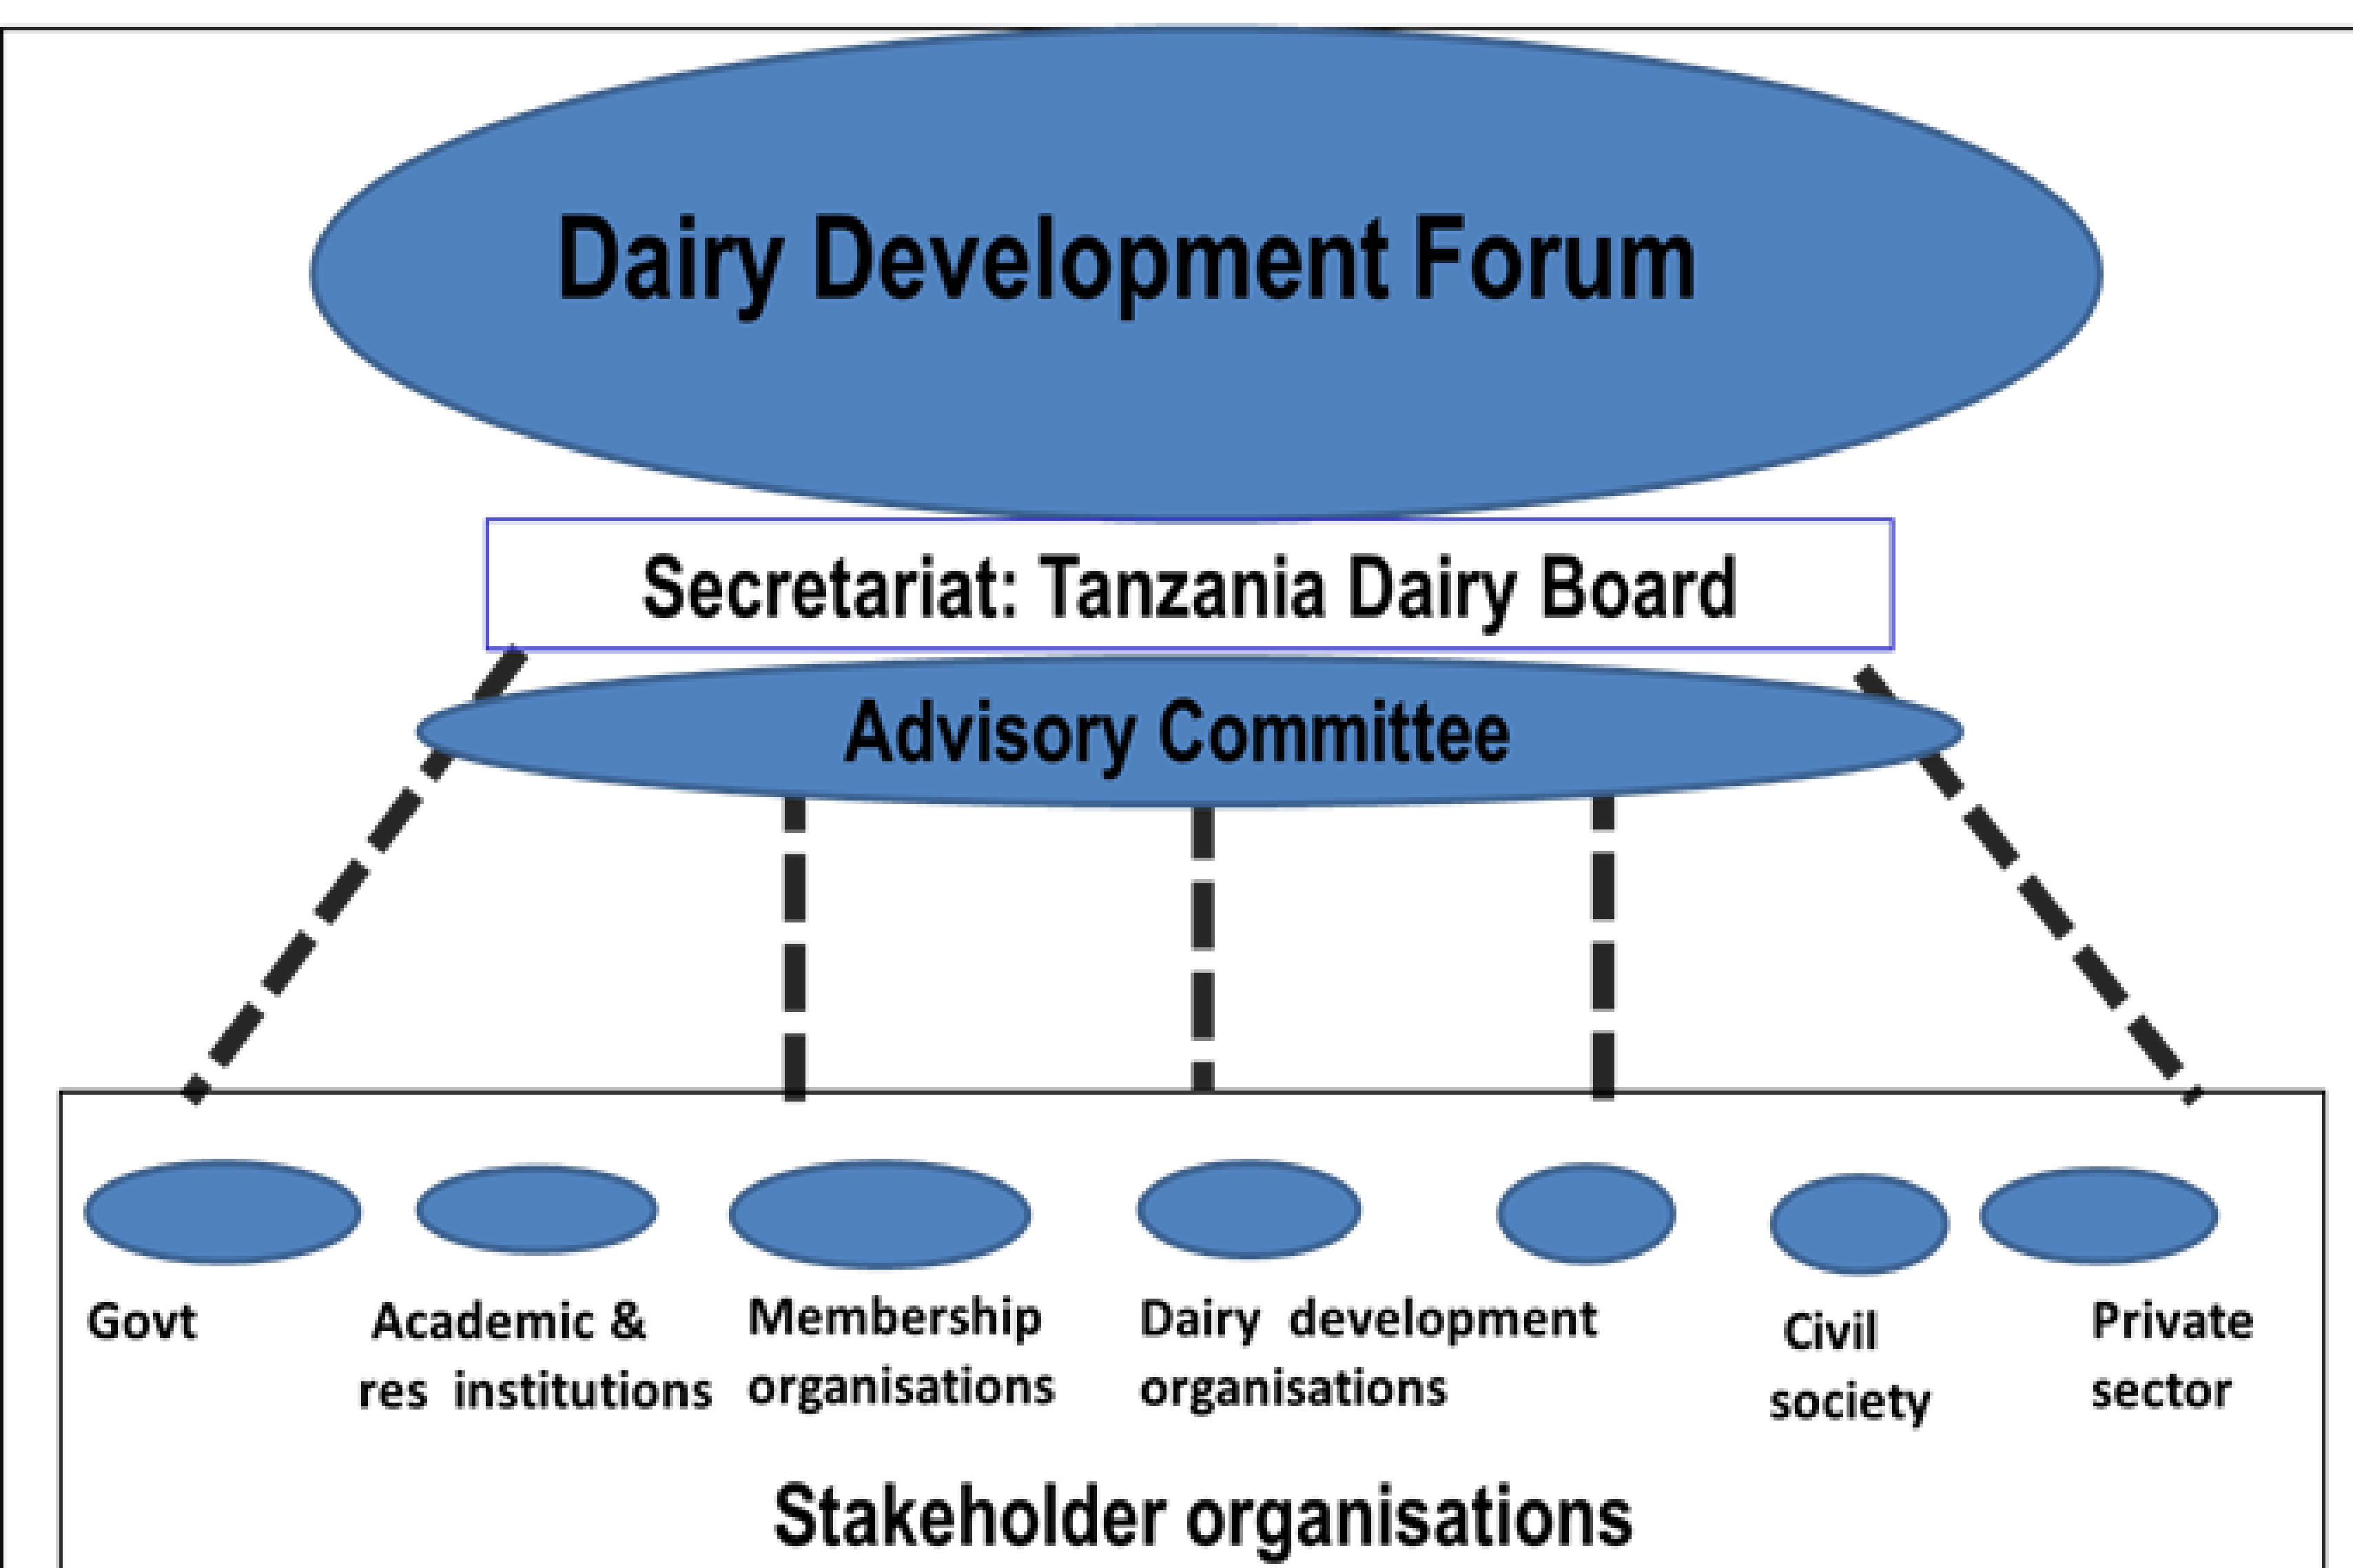 Dairy Development Forum
Secretariat: Tanzania Dairy Board
Advisory Committee
Govt
Academic &
res institutions
Membership
organisations
Dairy development
organisations
Civil
society
Private
sector
Stakeholder organisations